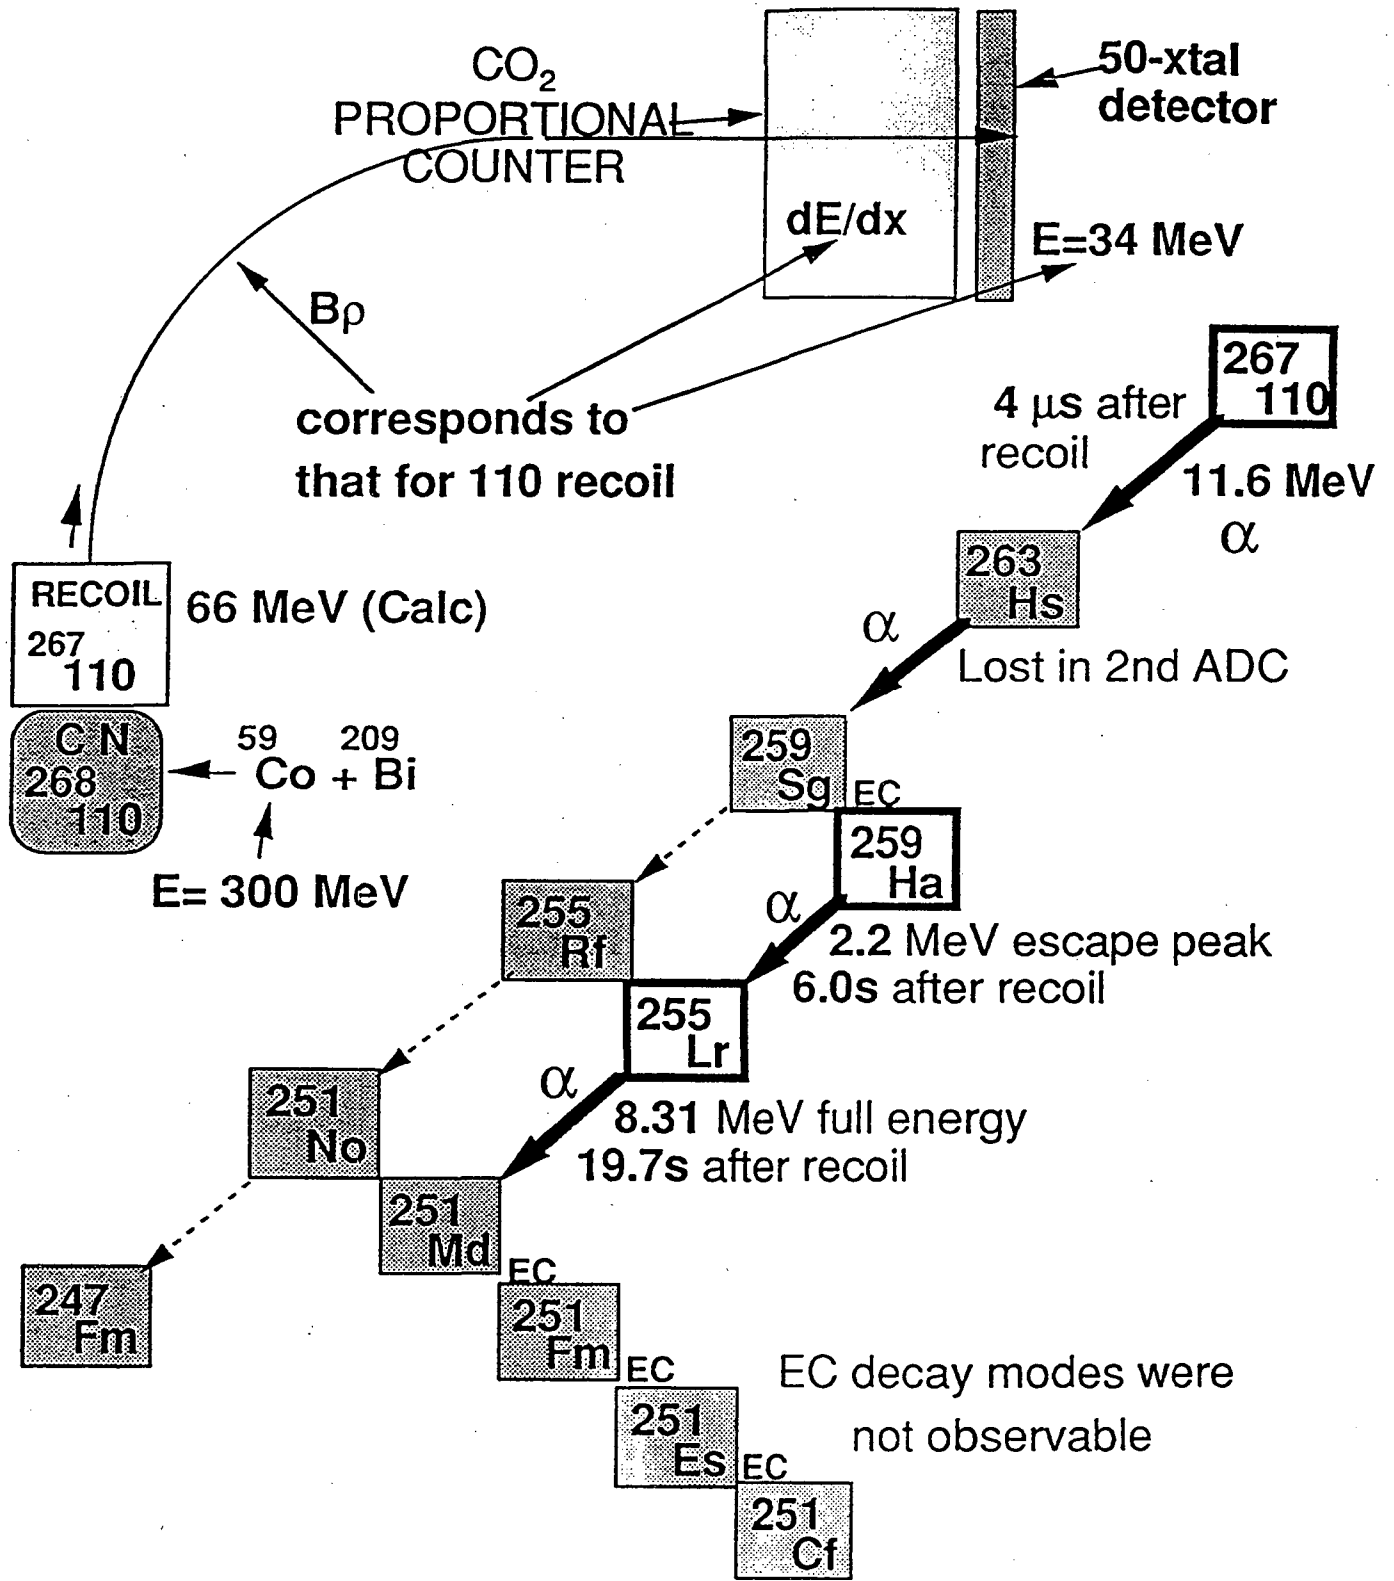 CO₂
PROPORTIONAL
COUNTER
50-xtal
detector
dE/dx
E=34 MeV
Bρ
corresponds to
that for 110 recoil
267
110
4 μs after
recoil
11.6 MeV
α
263
Hs
α
Lost in 2nd ADC
RECOIL
267
110
66 MeV (Calc)
C N
268
110
59 209
Co + Bi
E= 300 MeV
259
Sg
EC
259
Ha
α
2.2 MeV escape peak
6.0s after recoil
255
Rf
255
Lr
α
8.31 MeV full energy
19.7s after recoil
251
No
251
Md
EC
247
Fm
251
Fm
EC
EC decay modes were
not observable
251
Es
EC
251
Cf